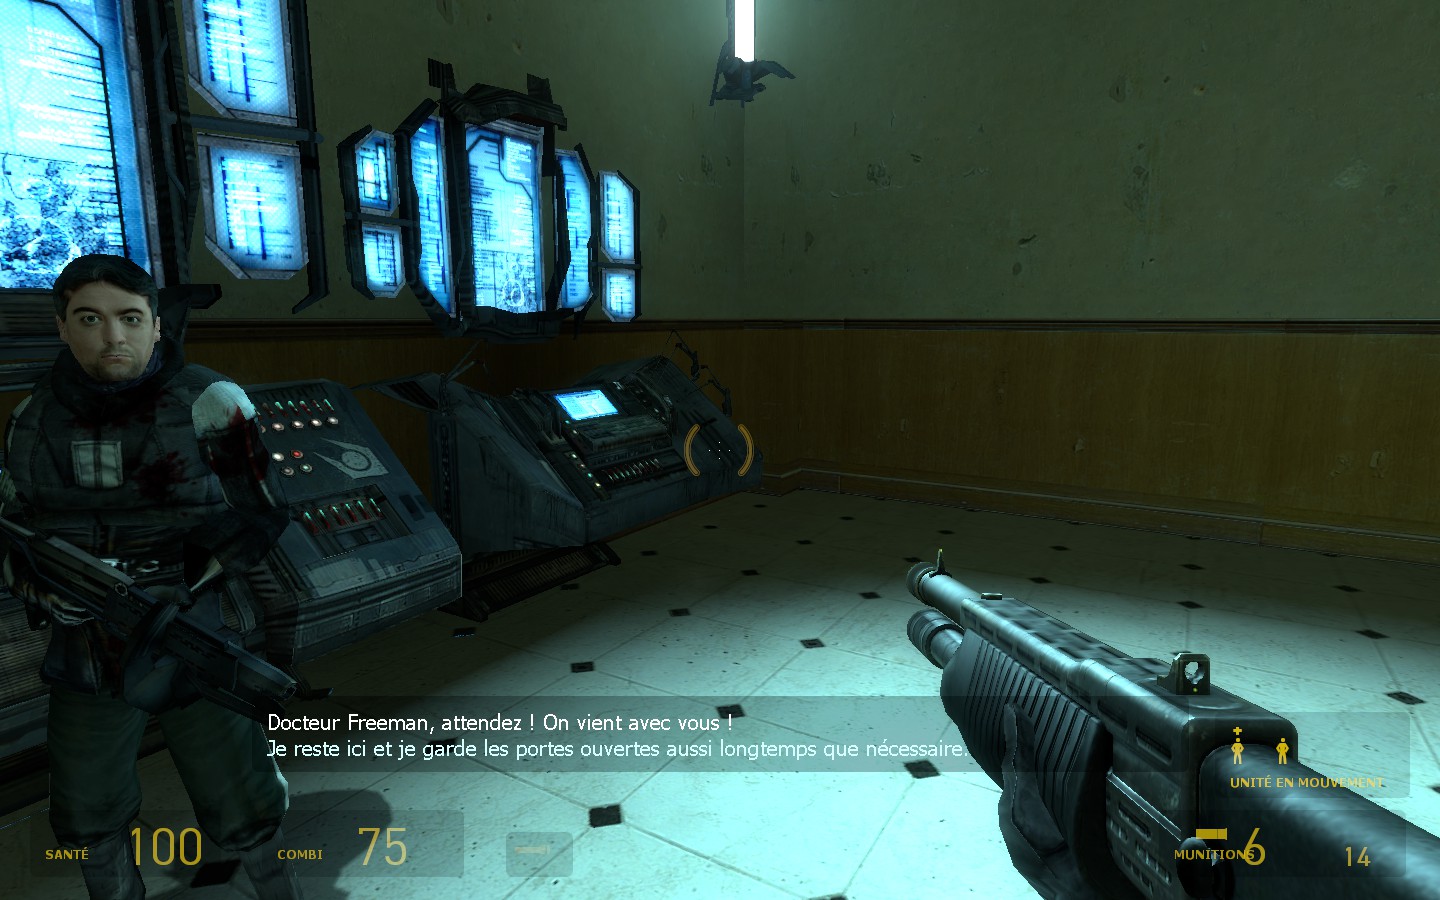 Docteur Freeman, attendez ! On vient avec vous !
Je reste ici et je garde les portes ouvertes aussi longtemps que nécessaire.
UNITÉ EN MOUVEMENT
SANTÉ 100 COMBI 75 MUNITIONS 6 14